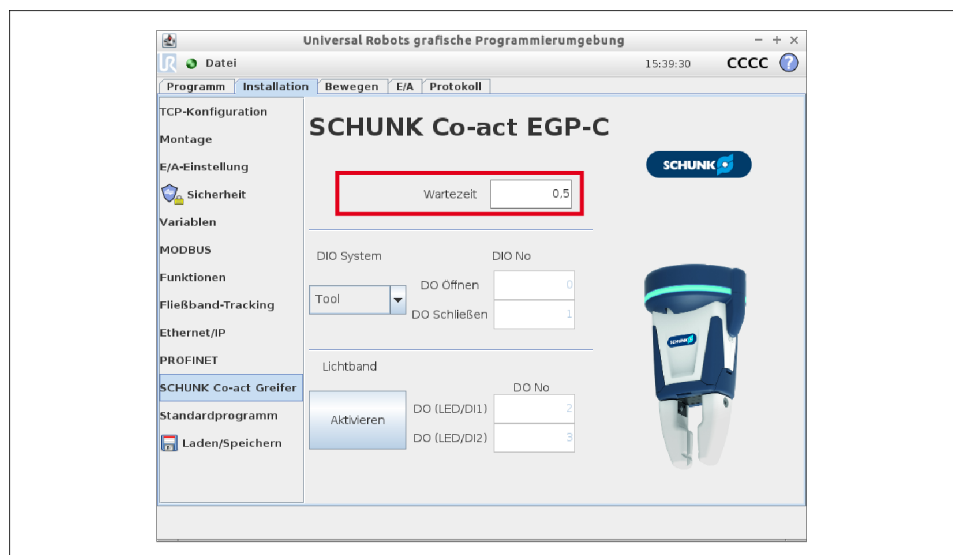 Universal Robots grafische Programmierumgebung
Datei
15:39:30
CCCC
?
Programm Installation Bewegen E/A Protokoll
TCP-Konfiguration
Montage
E/A-Einstellung
Sicherheit
Variablen
MODBUS
Funktionen
Fließband-Tracking
Ethernet/IP
PROFINET
SCHUNK Co-act Greifer
Standardprogramm
Laden/Speichern
SCHUNK Co-act EGP-C
SCHUNK
Wartezeit 0,5
DIO System DIO No
Tool
DO Öffnen 0
DO Schließen 1
Lichtband
DO No
Aktivieren
DO (LED/DI1) 2
DO (LED/DI2) 3
SCHUNK